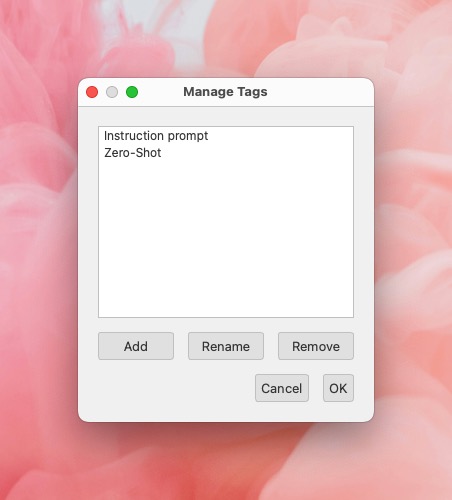 Manage Tags
Instruction prompt
Zero-Shot
Add Rename Remove
Cancel OK